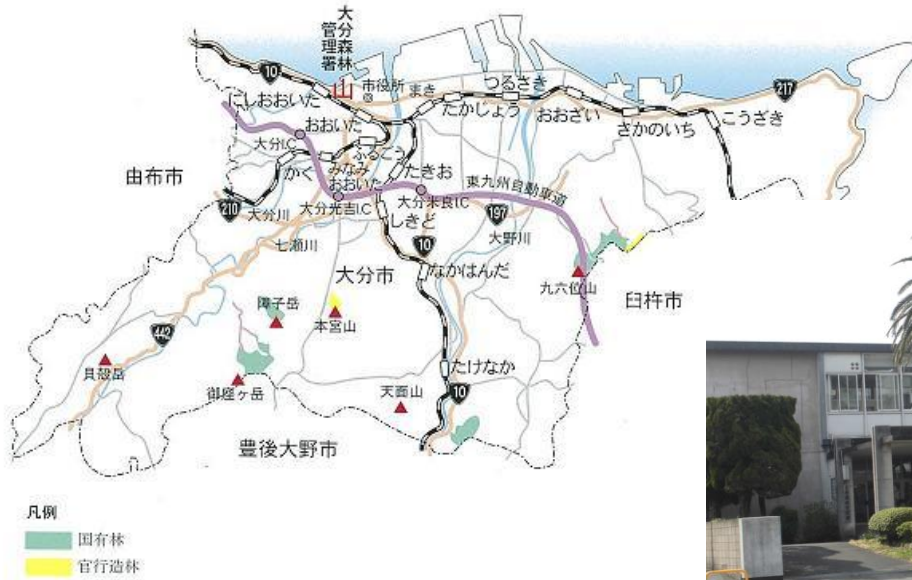 大分森林
管理署
10
市役所
217
にしおおいた
まき
つるさき
たかじょう
おおざい
さかのいち
こうざき
おおいた
大分I.C
ふるごう
かく
みなみ
おおいた
たきお
東九州自動車道
由布市
大分光吉I.C
大分米良I.C
210
大分川
しきど
197
大野川
七瀬川
10
大分市
なかはんだ
九六位山
臼杵市
障子岳
本宮山
442
貝殻岳
たけなか
御座ヶ岳
天面山
10
豊後大野市
凡例
国有林
官行造林